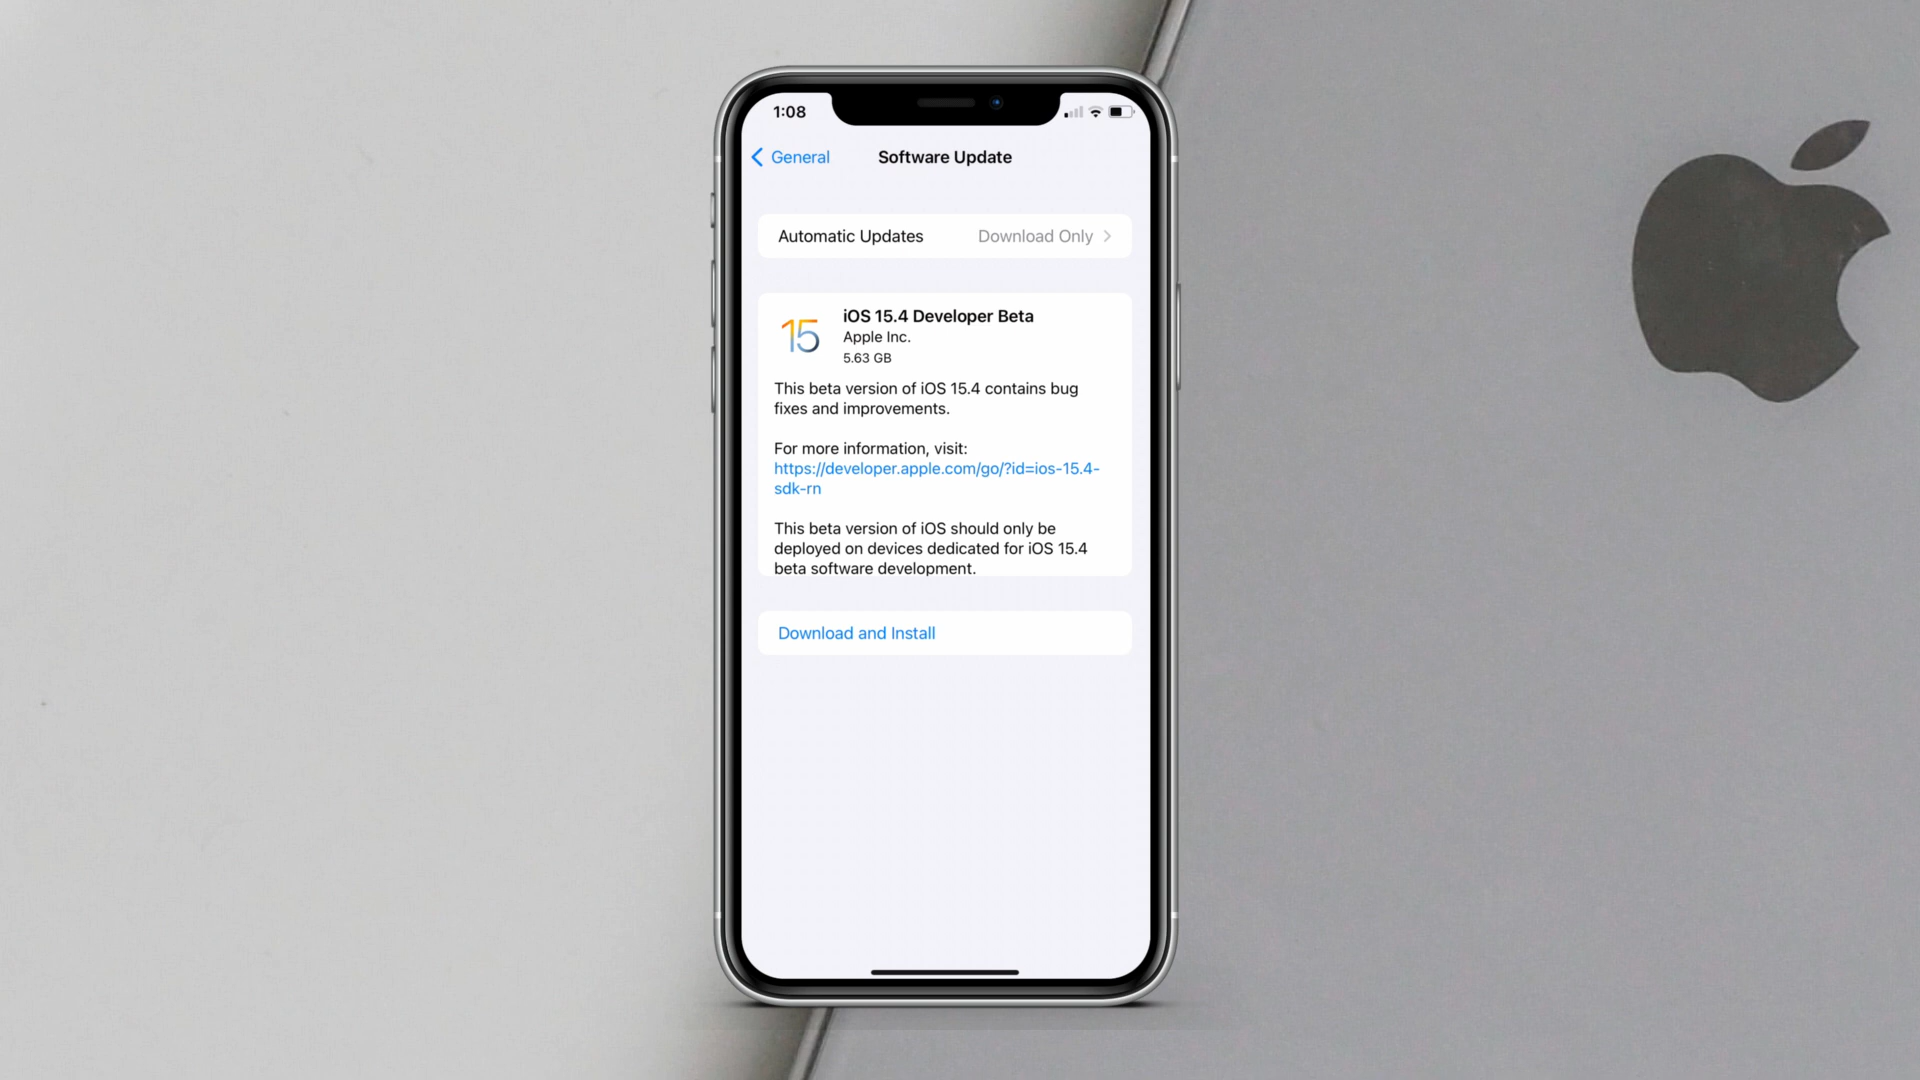 1:08
General
Software Update
Automatic Updates Download Only
15
iOS 15.4 Developer Beta
Apple Inc.
5.63 GB
This beta version of iOS 15.4 contains bug
fixes and improvements.
For more information, visit:
https://developer.apple.com/go/?id=ios-15.4-
sdk-rn
This beta version of iOS should only be
deployed on devices dedicated for iOS 15.4
beta software development.
Download and Install